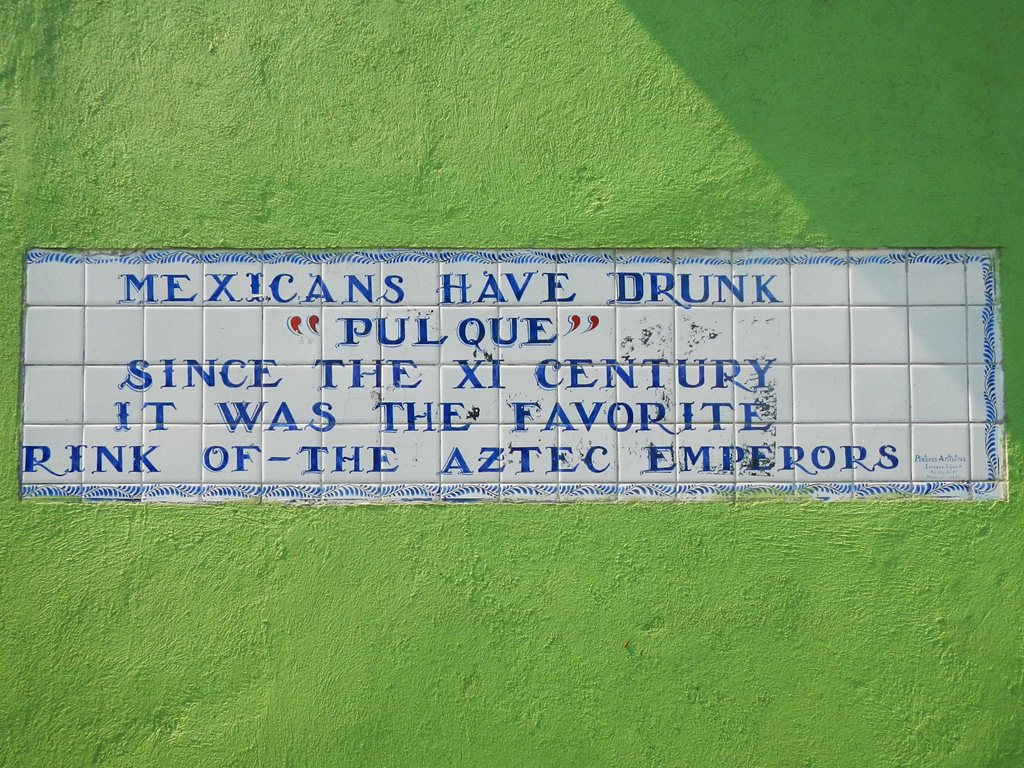 MEXICANS HAVE DRUNK
“PULQUE”
SINCE THE XI CENTURY
IT WAS THE FAVORITE
RINK OF-THE AZTEC EMPERORS